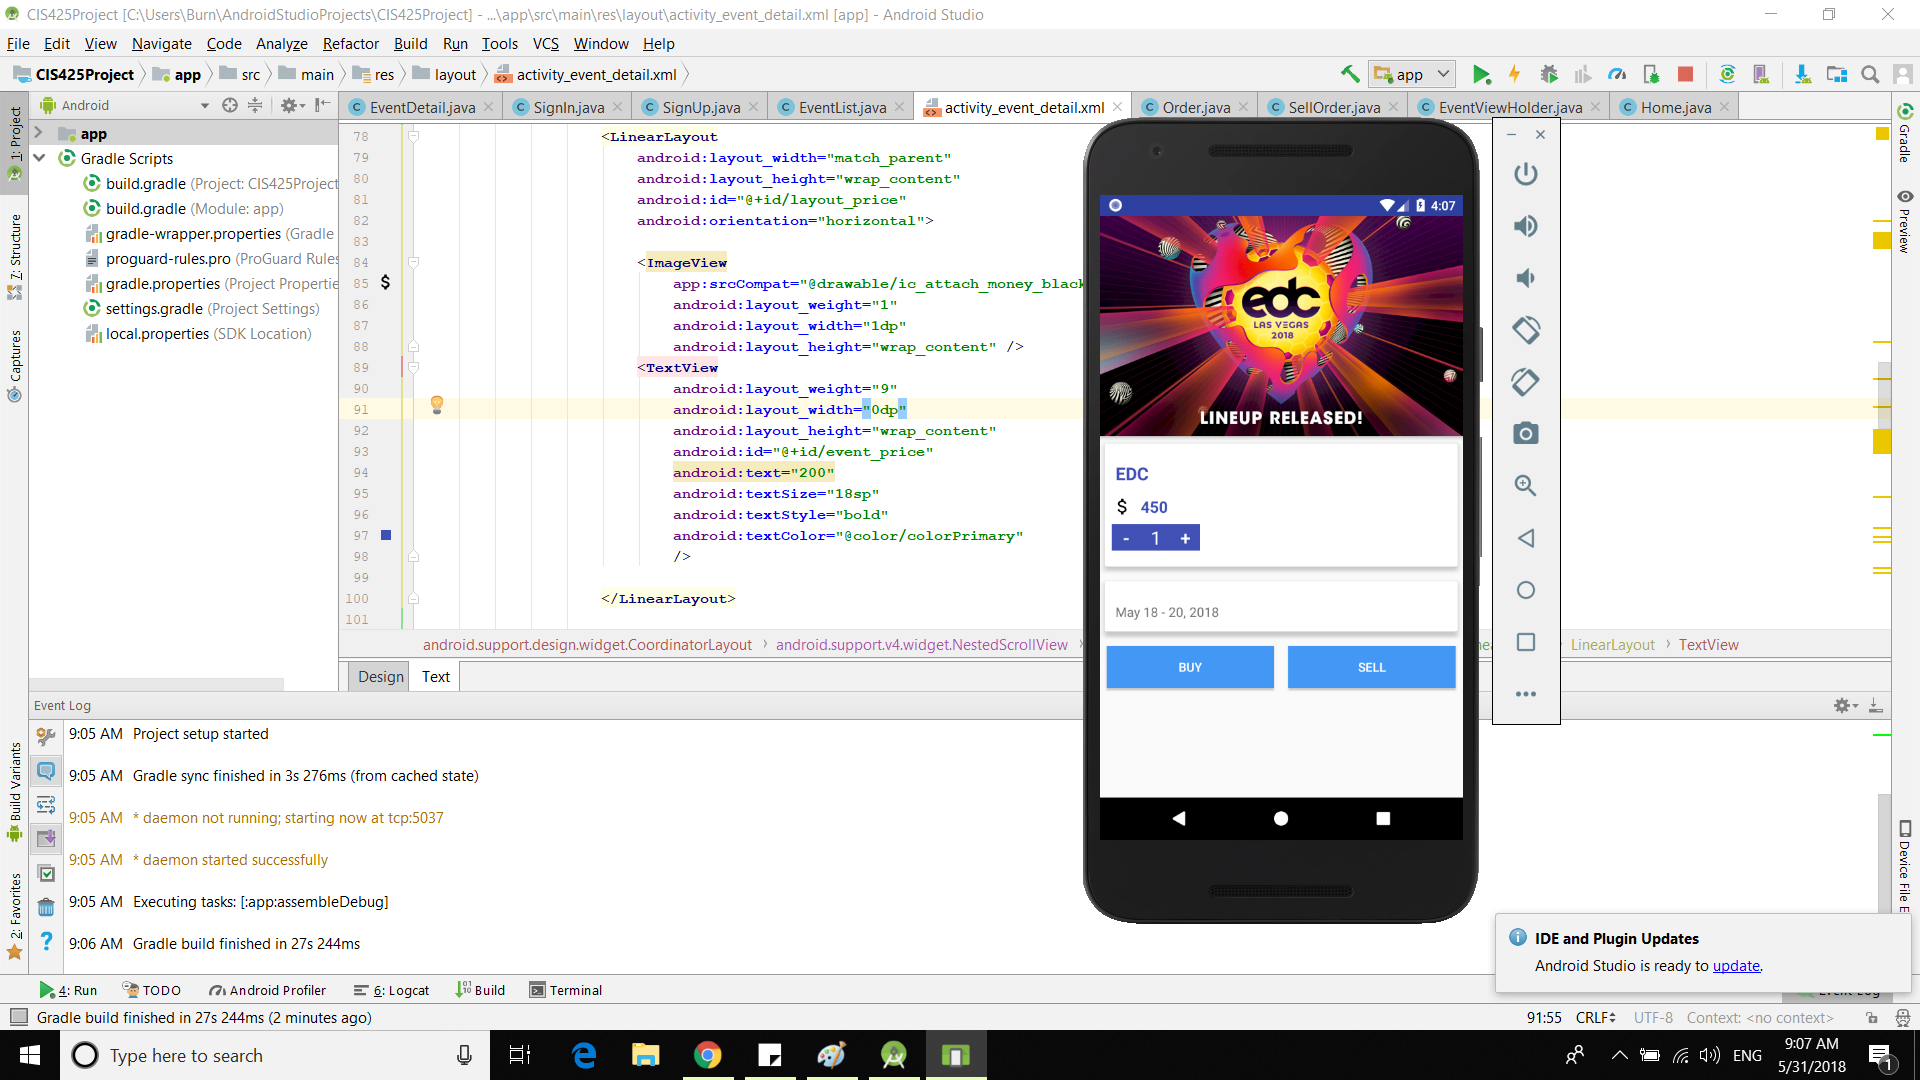 CIS425Project [C:\Users\Burn\AndroidStudioProjects\CIS425Project] - ...\app\src\main\res\layout\activity_event_detail.xml [app] - Android Studio
File Edit View Navigate Code Analyze Refactor Build Run Tools VCS Window Help
CIS425Project app src main res layout activity_event_detail.xml app
1: Project
7: Structure
Captures
Build Variants
2: Favorites
Android
app
Gradle Scripts
build.gradle (Project: CIS425Project
build.gradle (Module: app)
gradle-wrapper.properties (Gradle
proguard-rules.pro (ProGuard Rules
gradle.properties (Project Propertie
settings.gradle (Project Settings)
local.properties (SDK Location)
EventDetail.java SignIn.java SignUp.java EventList.java activity_event_detail.xml Order.java SellOrder.java EventViewHolder.java Home.java
78 <LinearLayout
79 android:layout_width="match_parent"
80 android:layout_height="wrap_content"
81 android:id="@+id/layout_price"
82 android:orientation="horizontal">
83
84 <ImageView
85 app:srcCompat="@drawable/ic_attach_money_black
86 android:layout_weight="1"
87 android:layout_width="1dp"
88 android:layout_height="wrap_content" />
89 <TextView
90 android:layout_weight="9"
91 android:layout_width="0dp"
92 android:layout_height="wrap_content"
93 android:id="@+id/event_price"
94 android:text="200"
95 android:textSize="18sp"
96 android:textStyle="bold"
97 android:textColor="@color/colorPrimary"
98 />
99
100 </LinearLayout>
101
android.support.design.widget.CoordinatorLayout android.support.v4.widget.NestedScrollView LinearLayout TextView
Design Text
4:07
edc
LAS VEGAS
2018
LINEUP RELEASED!
EDC
$ 450
- 1 +
May 18 - 20, 2018
BUY SELL
Gradle
Preview
Device File E
Event Log
9:05 AM Project setup started
9:05 AM Gradle sync finished in 3s 276ms (from cached state)
9:05 AM * daemon not running; starting now at tcp:5037
9:05 AM * daemon started successfully
9:05 AM Executing tasks: [:app:assembleDebug]
9:06 AM Gradle build finished in 27s 244ms
IDE and Plugin Updates
Android Studio is ready to update.
4: Run TODO Android Profiler 6: Logcat Build Terminal Event Log
Gradle build finished in 27s 244ms (2 minutes ago) 91:55 CRLF UTF-8 Context: <no context>
Type here to search
ENG
9:07 AM
5/31/2018
1